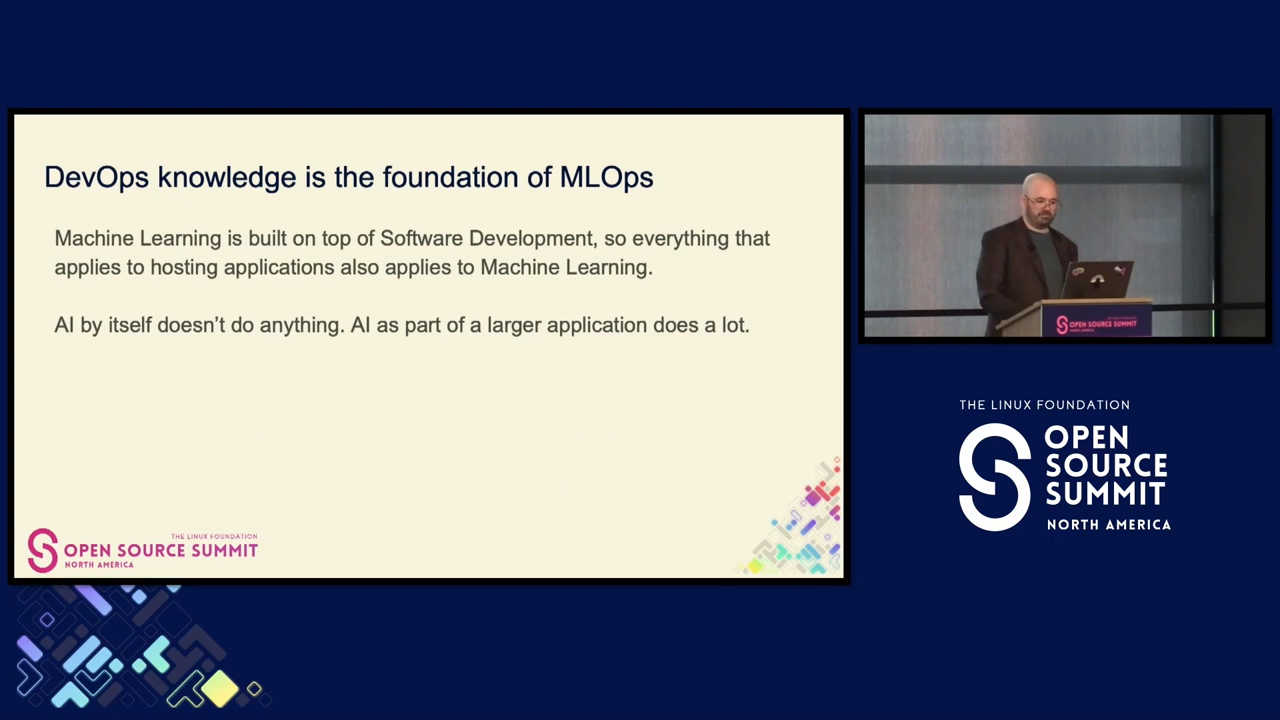 DevOps knowledge is the foundation of MLOps
Machine Learning is built on top of Software Development, so everything that
applies to hosting applications also applies to Machine Learning.
AI by itself doesn’t do anything. AI as part of a larger application does a lot.
THE LINUX FOUNDATION
OPEN SOURCE SUMMIT
NORTH AMERICA
OPEN SOURCE SUMMIT
NORTH AMERICA
THE LINUX FOUNDATION
OPEN
SOURCE
SUMMIT
NORTH AMERICA